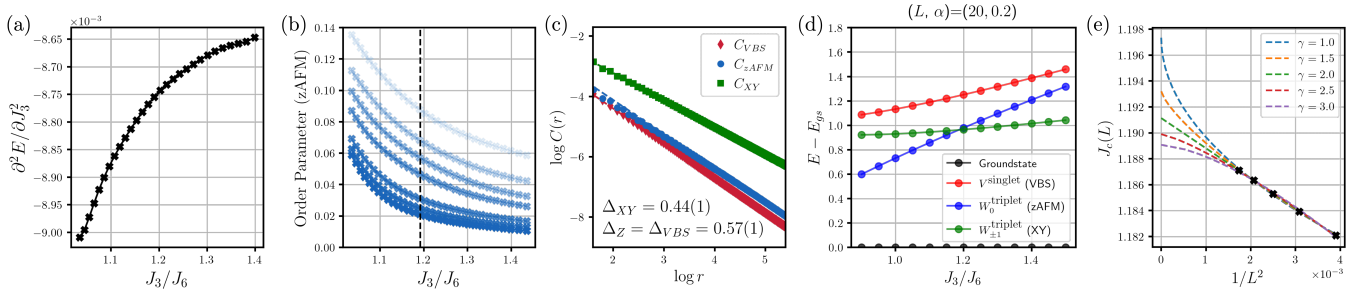 (a)
×10⁻³
-8.65
-8.70
-8.75
-8.80
-8.85
-8.90
-8.95
-9.00
∂²E/∂J₃²
1.1 1.2 1.3 1.4
J₃/J₆
(b)
0.14
0.12
0.10
0.08
0.06
0.04
0.02
0.00
Order Parameter (zAFM)
1.1 1.2 1.3 1.4
J₃/J₆
(c)
-2
-4
-6
-8
log C(r)
C_VBS
C_zAFM
C_XY
Δ_XY = 0.44(1)
Δ_Z = Δ_VBS = 0.57(1)
2 3 4 5
log r
(d)
(L, α)=(20, 0.2)
1.8
1.6
1.4
1.2
1.0
0.8
0.6
0.4
0.2
0.0
E − E_gs
Groundstate
V^singlet (VBS)
W₀^triplet (zAFM)
W±₁^triplet (XY)
1.0 1.2 1.4
J₃/J₆
(e)
1.198
1.196
1.194
1.192
1.190
1.188
1.186
1.184
1.182
J_c(L)
γ = 1.0
γ = 1.5
γ = 2.0
γ = 2.5
γ = 3.0
0 1 2 3 4
×10⁻³
1/L²